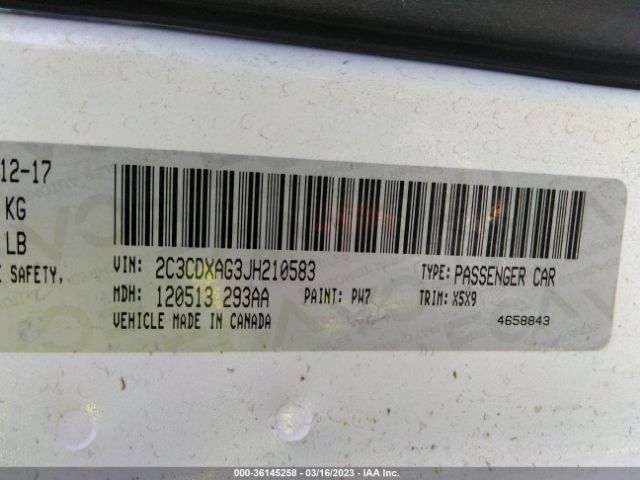 12-17
KG
LB
E SAFETY,
VIN: 2C3CDXAG3JH210583
TYPE: PASSENGER CAR
MDH: 120513 293AA
PAINT: PW7
TRIM: X5X9
VEHICLE MADE IN CANADA
4658843
000-36145258 - 03/16/2023 - IAA Inc.